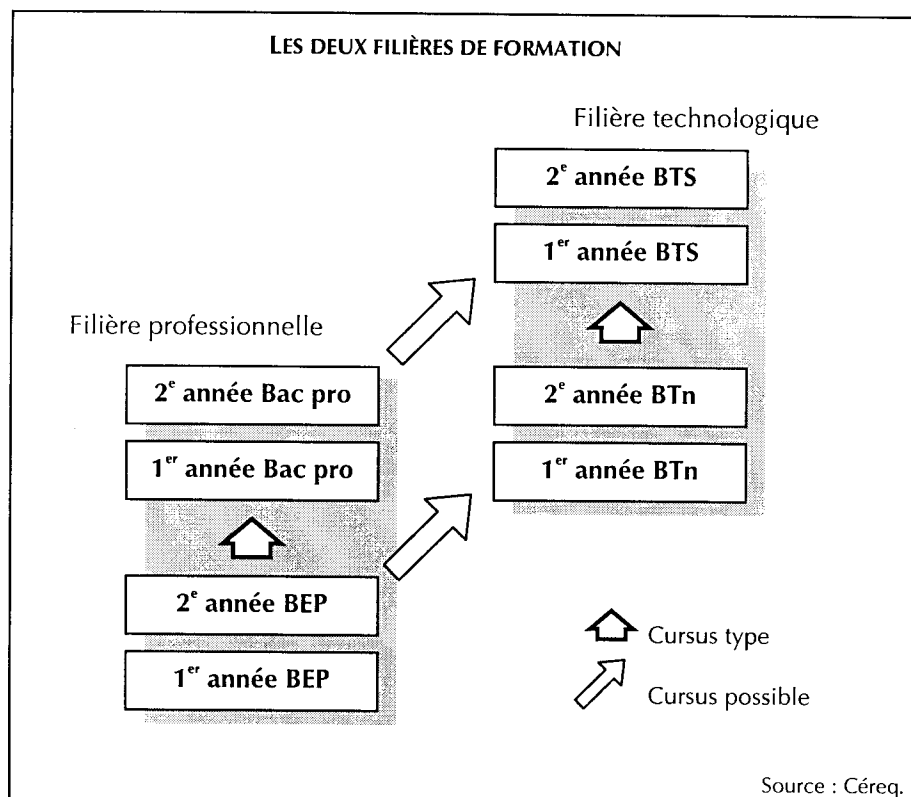 LES DEUX FILIÈRES DE FORMATION
Filière technologique
2e année BTS
1er année BTS
Filière professionnelle
2e année Bac pro
1er année Bac pro
2e année BTn
1er année BTn
2e année BEP
1er année BEP
Cursus type
Cursus possible
Source : Céreq.